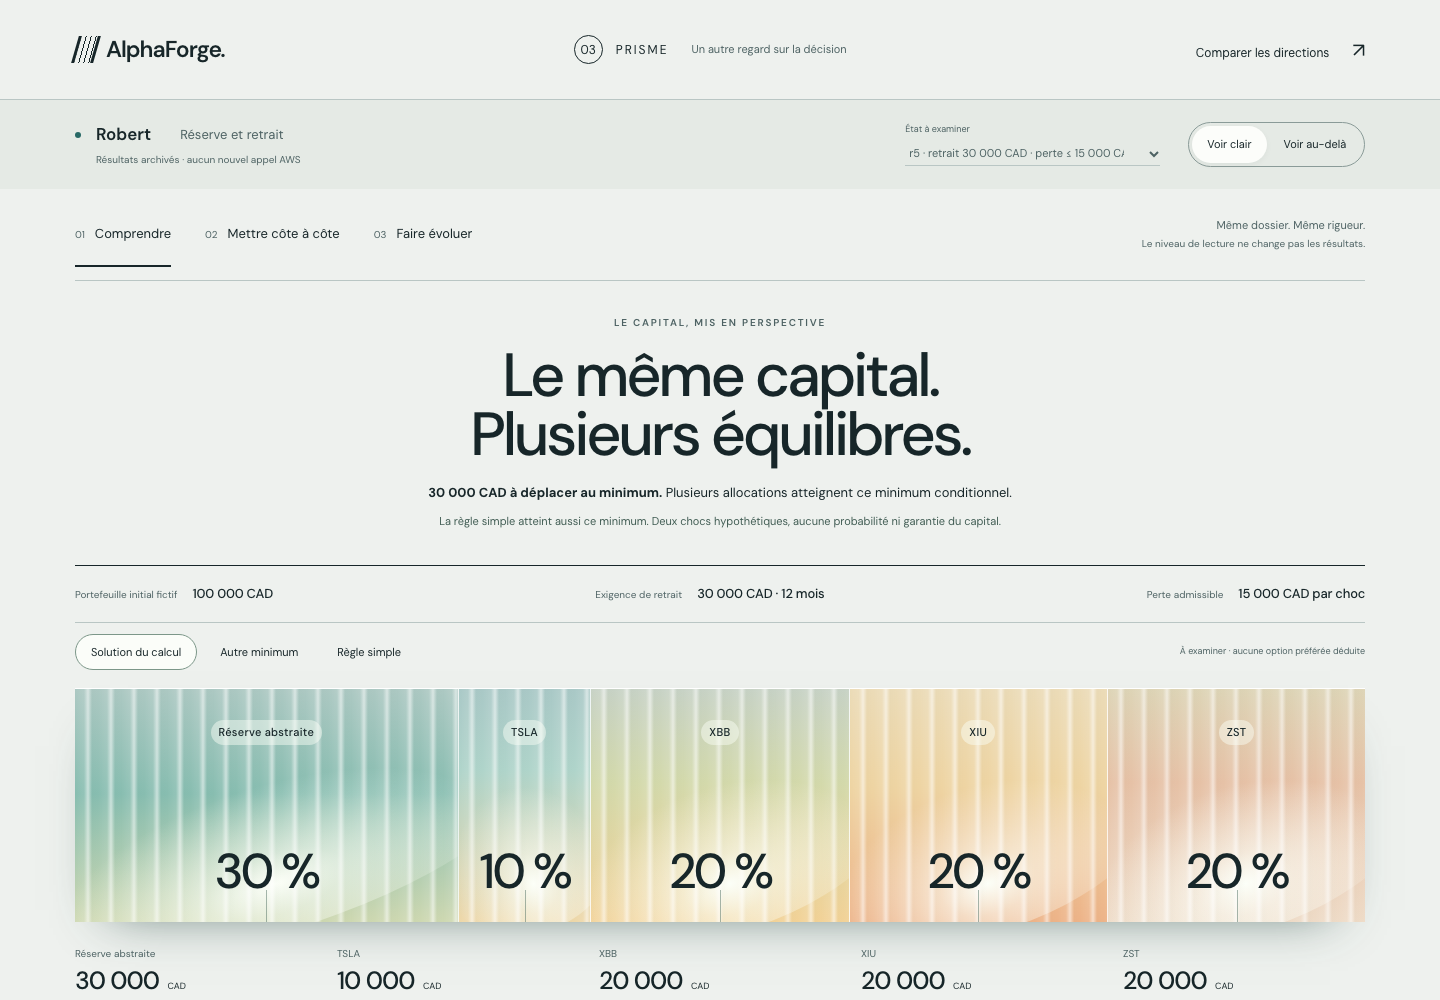 AlphaForge.
03 PRISME Un autre regard sur la décision
Comparer les directions
Robert Réserve et retrait
Résultats archivés · aucun nouvel appel AWS
État à examiner
r5 · retrait 30 000 CAD · perte ≤ 15 000
Voir clair Voir au-delà
01 Comprendre 02 Mettre côte à côte 03 Faire évoluer
Même dossier. Même rigueur.
Le niveau de lecture ne change pas les résultats.
LE CAPITAL, MIS EN PERSPECTIVE
Le même capital.
Plusieurs équilibres.
30 000 CAD à déplacer au minimum. Plusieurs allocations atteignent ce minimum conditionnel.
La règle simple atteint aussi ce minimum. Deux chocs hypothétiques, aucune probabilité ni garantie du capital.
Portefeuille initial fictif 100 000 CAD Exigence de retrait 30 000 CAD · 12 mois Perte admissible 15 000 CAD par choc
Solution du calcul Autre minimum Règle simple À examiner · aucune option préférée déduite
Réserve abstraite TSLA XBB XIU ZST
30 % 10 % 20 % 20 % 20 %
Réserve abstraite TSLA XBB XIU ZST
30 000 CAD 10 000 CAD 20 000 CAD 20 000 CAD 20 000 CAD